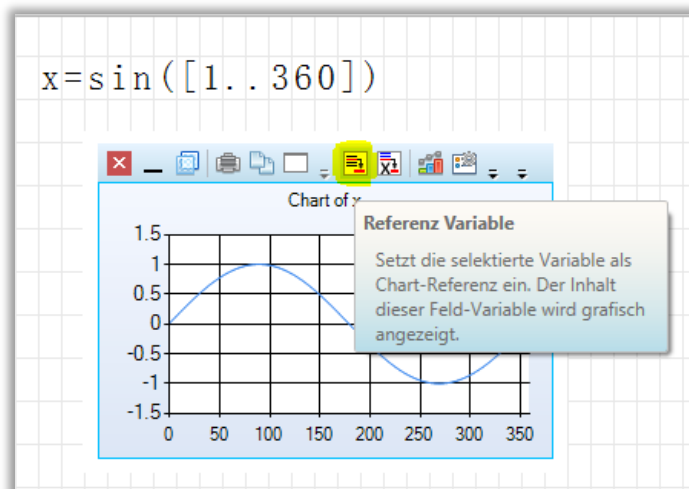 x=sin([1..360])
Chart of x
Referenz Variable
Setzt die selektierte Variable als
Chart-Referenz ein. Der Inhalt
dieser Feld-Variable wird grafisch
angezeigt.
1.5
1
0.5
0
-0.5
-1
-1.5
0 50 100 150 200 250 300 350